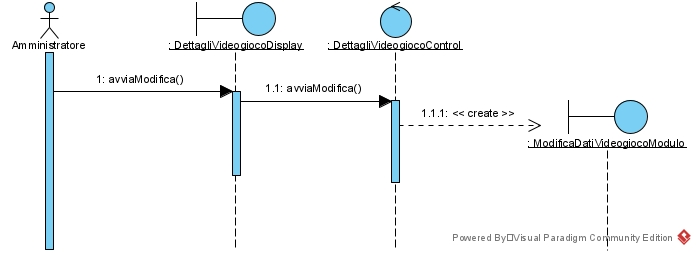 Amministratore
: DettagliVideogiocoDisplay
: DettagliVideogiocoControl
1: avviaModifica()
1.1: avviaModifica()
1.1.1: << create >>
: ModificaDatiVideogiocoModulo
Powered By Visual Paradigm Community Edition